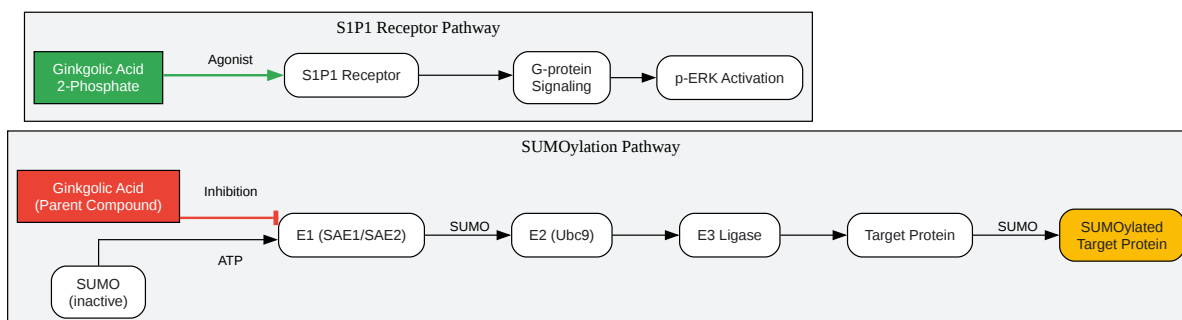 S1P1 Receptor Pathway
Ginkgolic Acid
2-Phosphate
Agonist
S1P1 Receptor
G-protein
Signaling
p-ERK Activation
SUMOylation Pathway
Ginkgolic Acid
(Parent Compound)
Inhibition
SUMO
(inactive)
ATP
E1 (SAE1/SAE2)
SUMO
E2 (Ubc9)
E3 Ligase
Target Protein
SUMO
SUMOylated
Target Protein